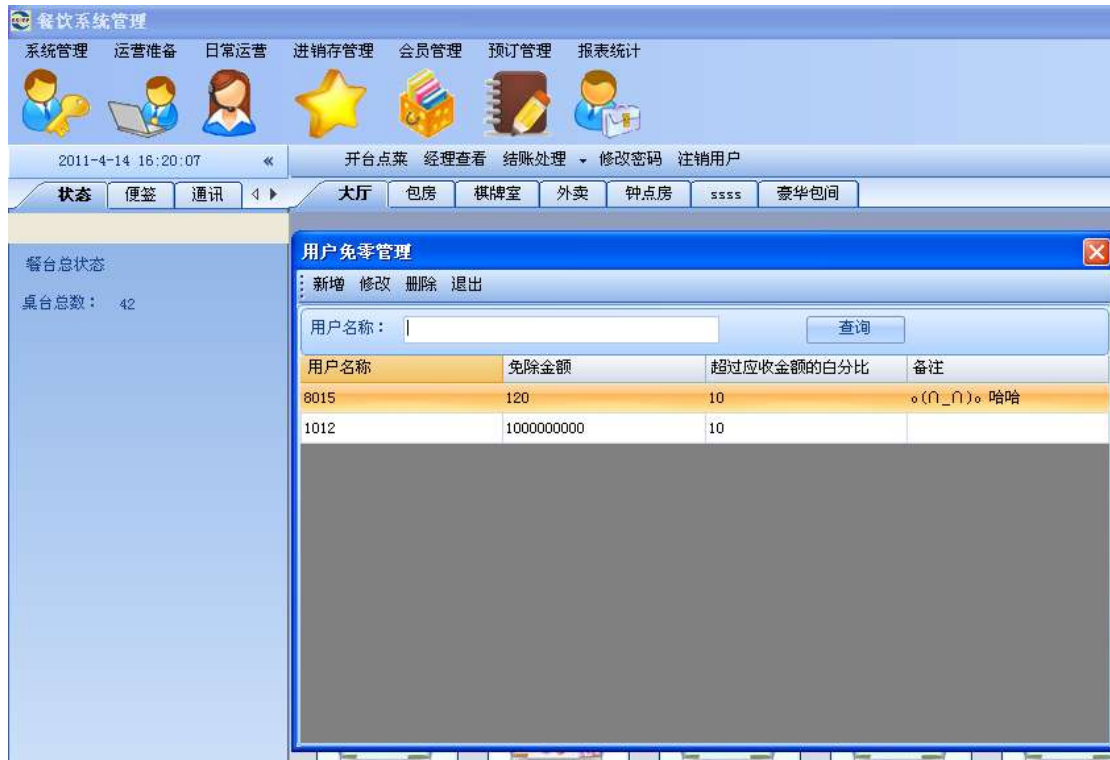 餐饮系统管理
系统管理 运营准备 日常运营 进销存管理 会员管理 预订管理 报表统计
2011-4-14 16:20:07 « 开台点菜 经理查看 结账处理 修改密码 注销用户
状态 便签 通讯 大厅 包房 棋牌室 外卖 钟点房 ssss 豪华包间
用户免零管理
餐台总状态
新增 修改 删除 退出
桌台总数： 42
用户名称： 查询
用户名称 免除金额 超过应收金额的白分比 备注
8015 120 10 。(∩_∩)。哈哈
1012 1000000000 10